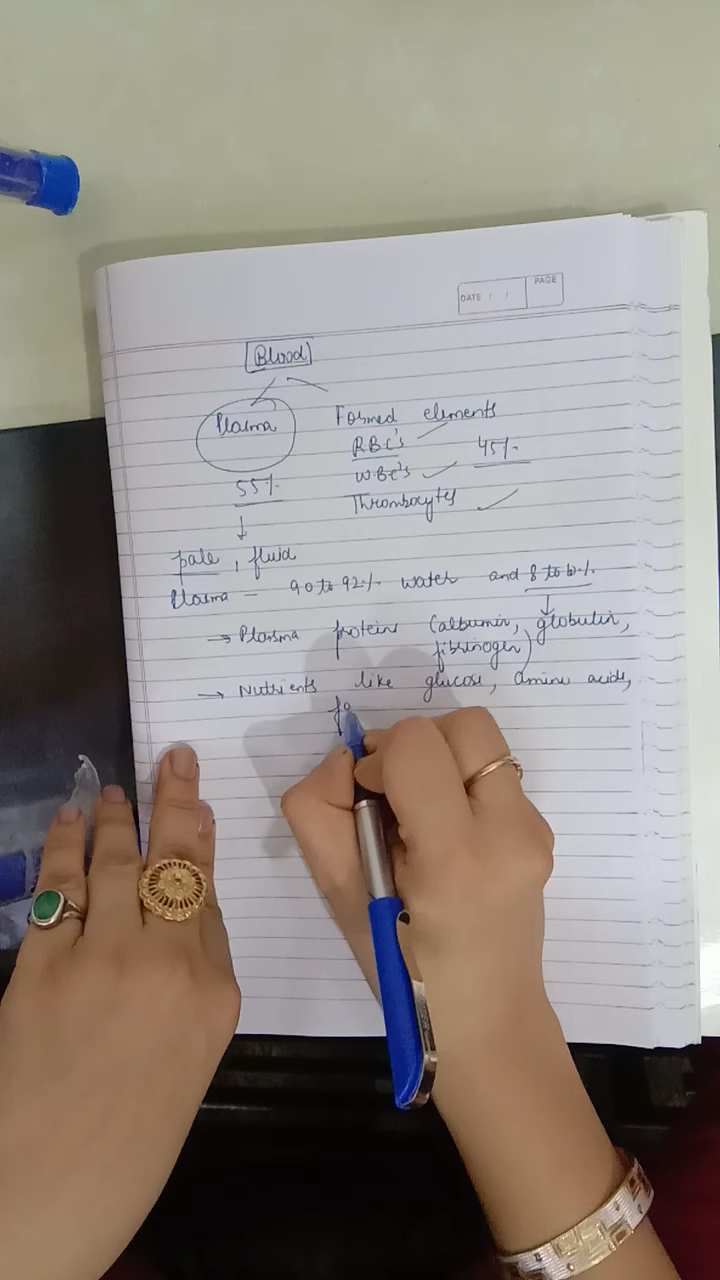 DATE / /
PAGE
Blood
Plasma
Formed elements
RBC's
45%
WBC's
55%
Thrombocytes
pale, fluid
Plasma - 90 to 92% water and 8 to
→ Plasma proteins (albumin, globulin,
fibrinogen)
→ Nutrients like glucose, amino acids,